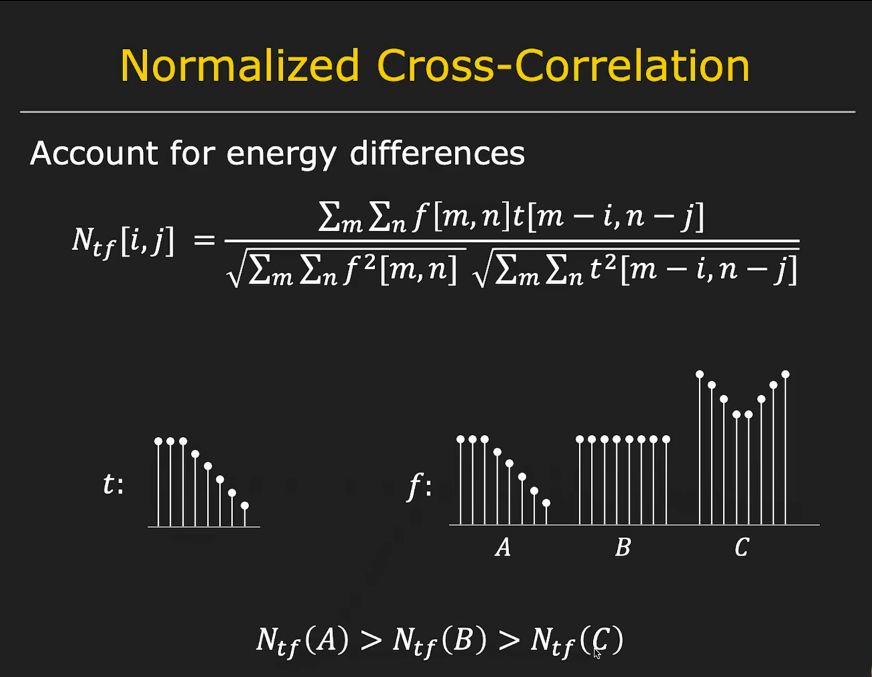 Normalized Cross-Correlation
Account for energy differences
N_{tf}[i, j] = \frac{\sum_m \sum_n f[m, n]t[m - i, n - j]}{\sqrt{\sum_m \sum_n f^2[m, n]} \sqrt{\sum_m \sum_n t^2[m - i, n - j]}}
t: f:
A B C
N_{tf}(A) > N_{tf}(B) > N_{tf}(C)